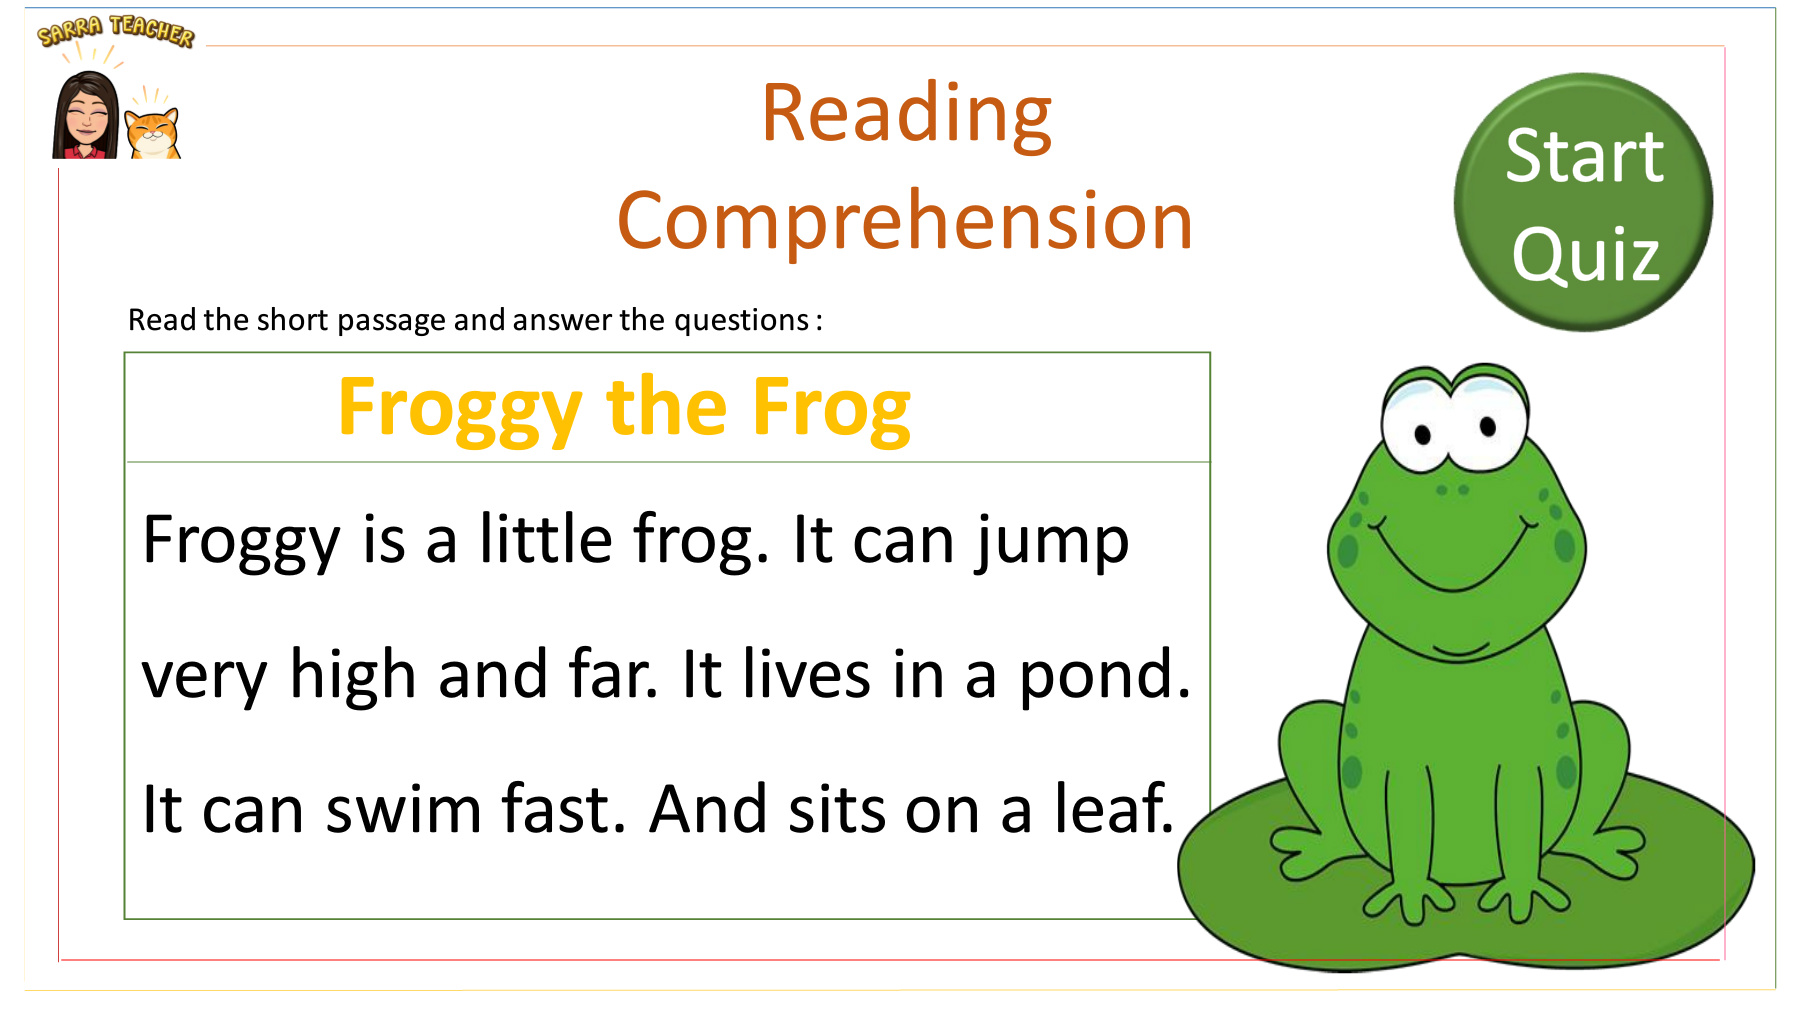 SARRA TEACHER
Reading
Comprehension
Start
Quiz
Read the short passage and answer the questions :
Froggy the Frog
Froggy is a little frog. It can jump
very high and far. It lives in a pond.
It can swim fast. And sits on a leaf.